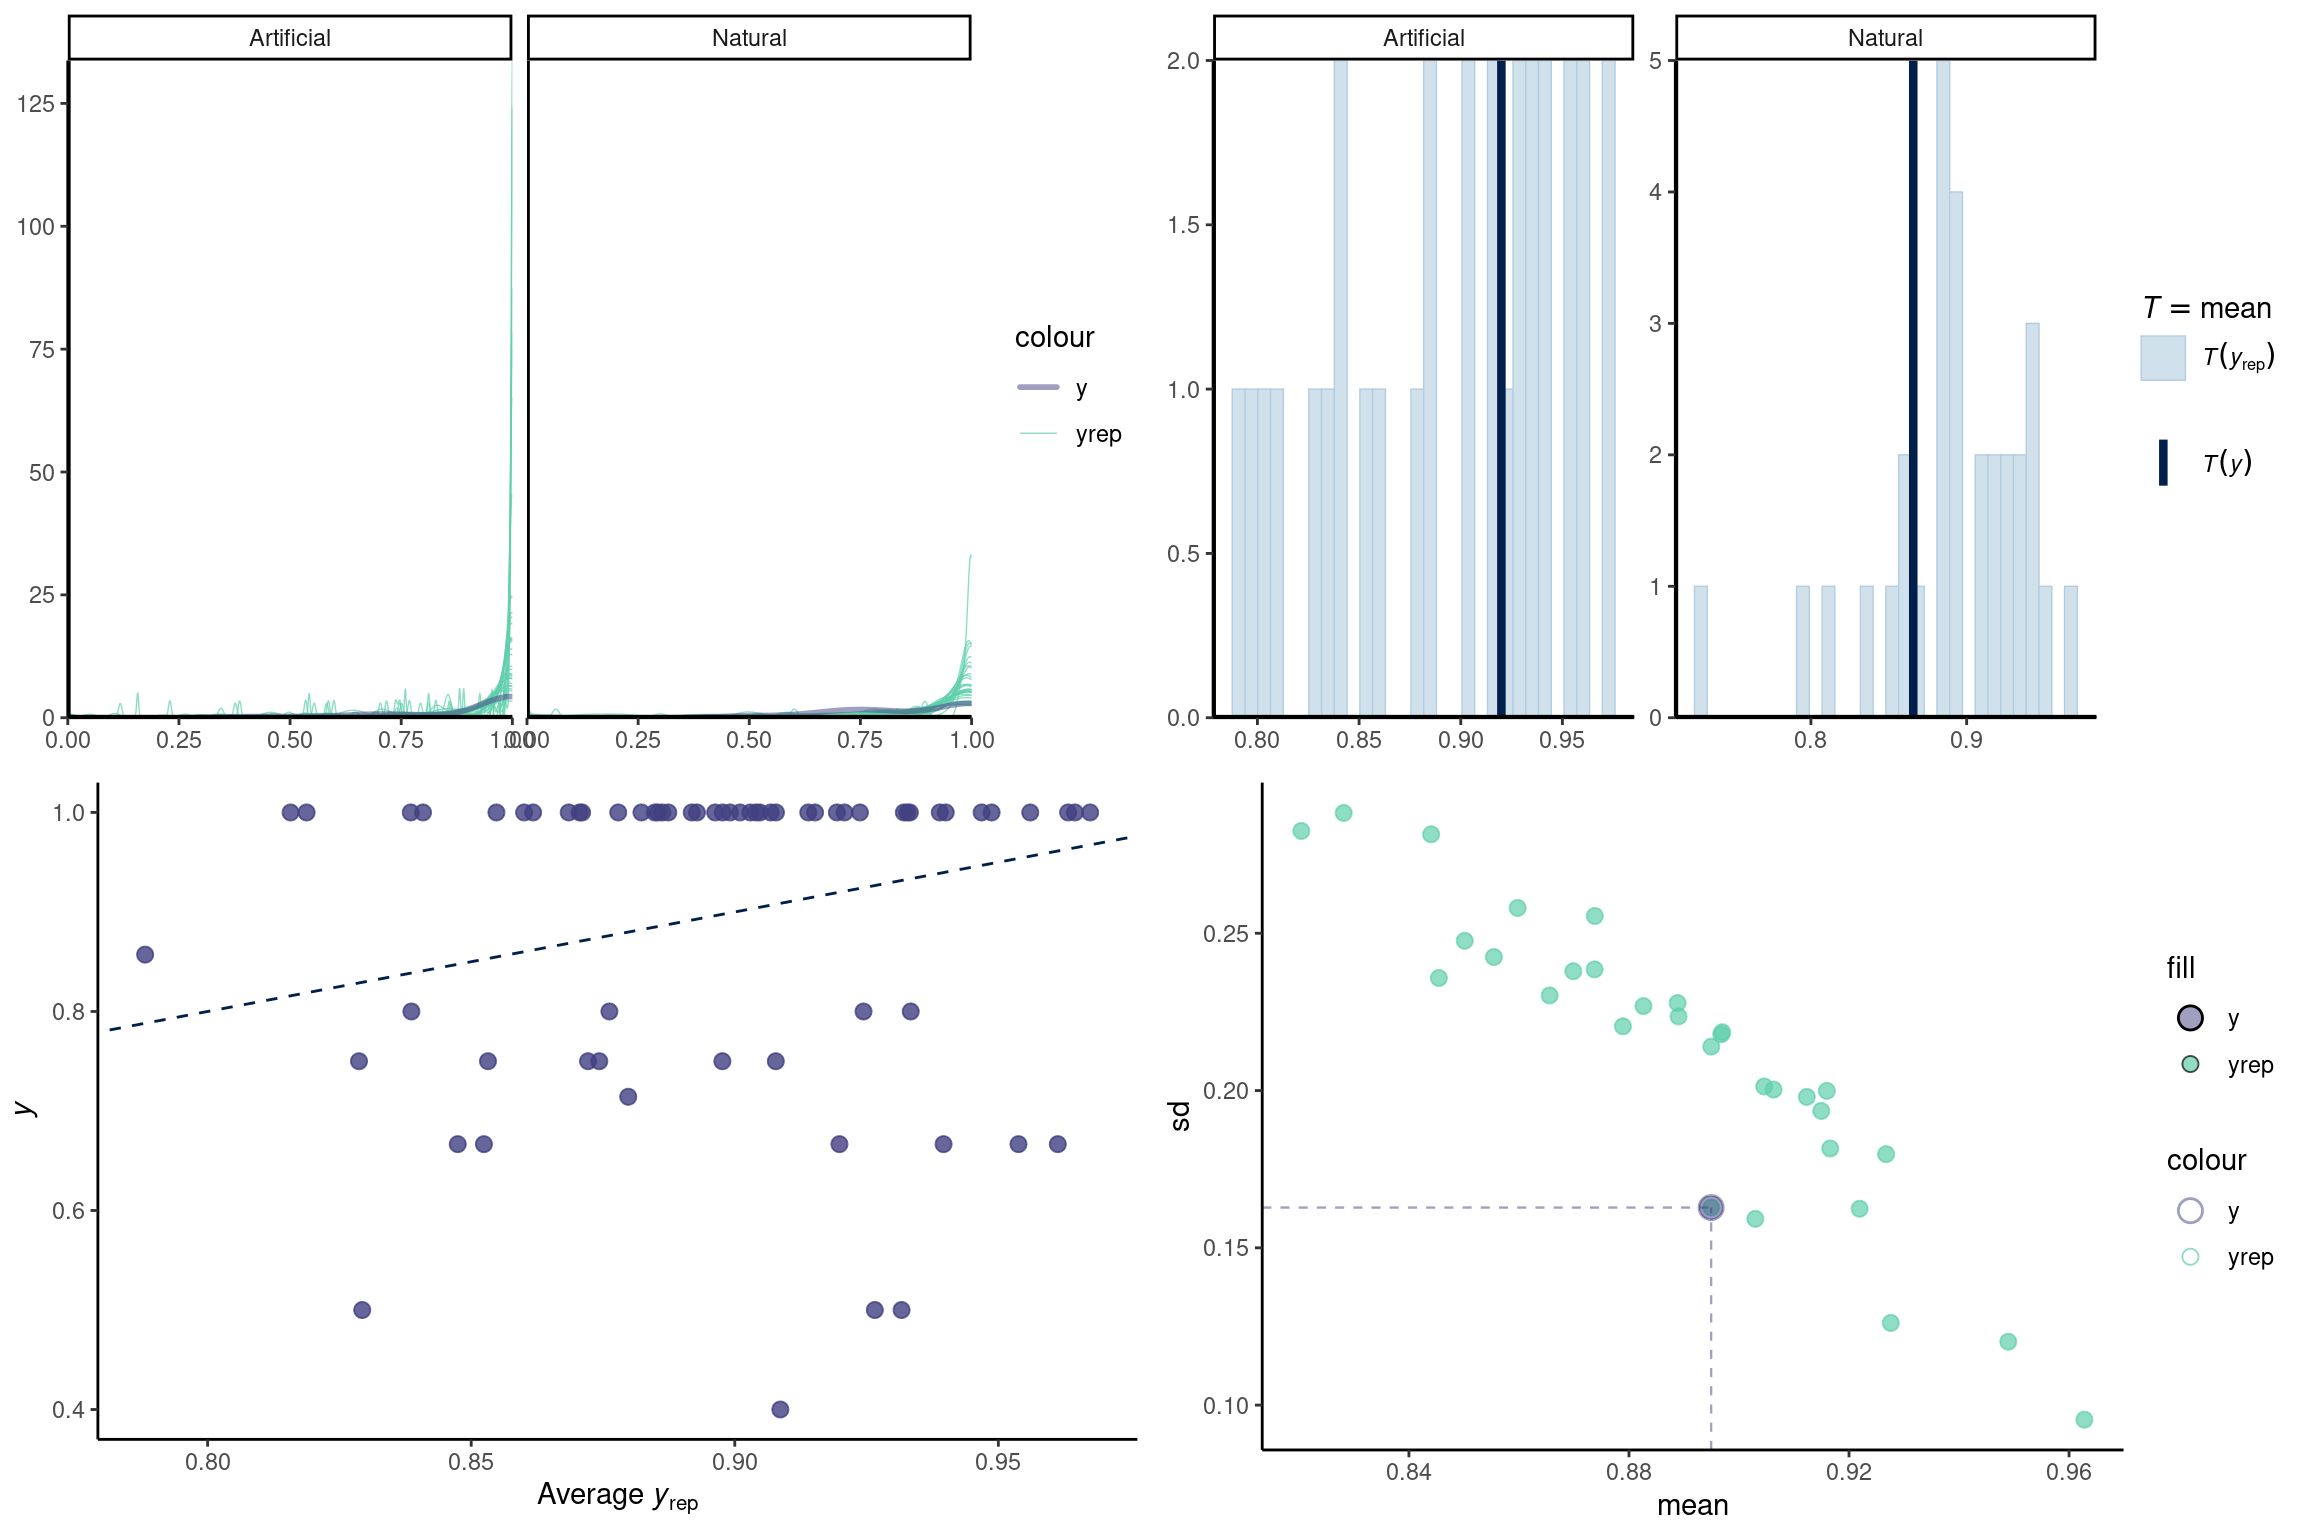 Artificial
Natural
125
100
75
50
25
0
0.00 0.25 0.50 0.75 1.00
0.00 0.25 0.50 0.75 1.00
colour
y
yrep
Artificial
Natural
2.0
1.5
1.0
0.5
0.0
0.80 0.85 0.90 0.95
5
4
3
2
1
0
0.8 0.9
T = mean
T(yrep)
T(y)
1.0
0.8
0.6
0.4
y
0.80 0.85 0.90 0.95
Average yrep
0.25
0.20
0.15
0.10
sd
0.84 0.88 0.92 0.96
mean
fill
y
yrep
colour
y
yrep